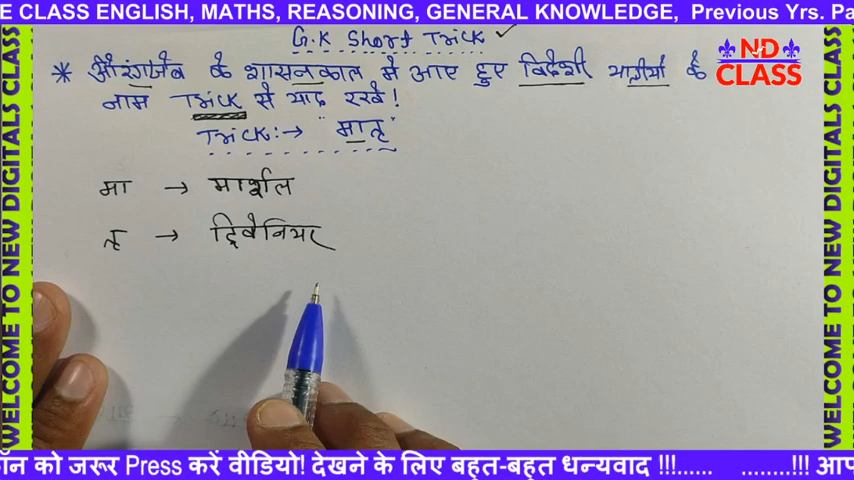 E CLASS ENGLISH, MATHS, REASONING, GENERAL KNOWLEDGE, Previous Yrs. Pa
G.K Short Trick ✓
ND
CLASS
* औरंगजेब के शासनकाल मे आए हुए विदेशी यात्रीयों के
नाम Trick से याद रखे!
Trick:→ "मातृ"
मा → मार्शल
तृ → ट्रिवेनियर
WELCOME TO NEW DIGITALS CLASS
WELCOME TO NEW DIGITALS CLASS
कॉन को जरूर Press करें वीडियो! देखने के लिए बहुत-बहुत धन्यवाद !!!...... ........!!! आप